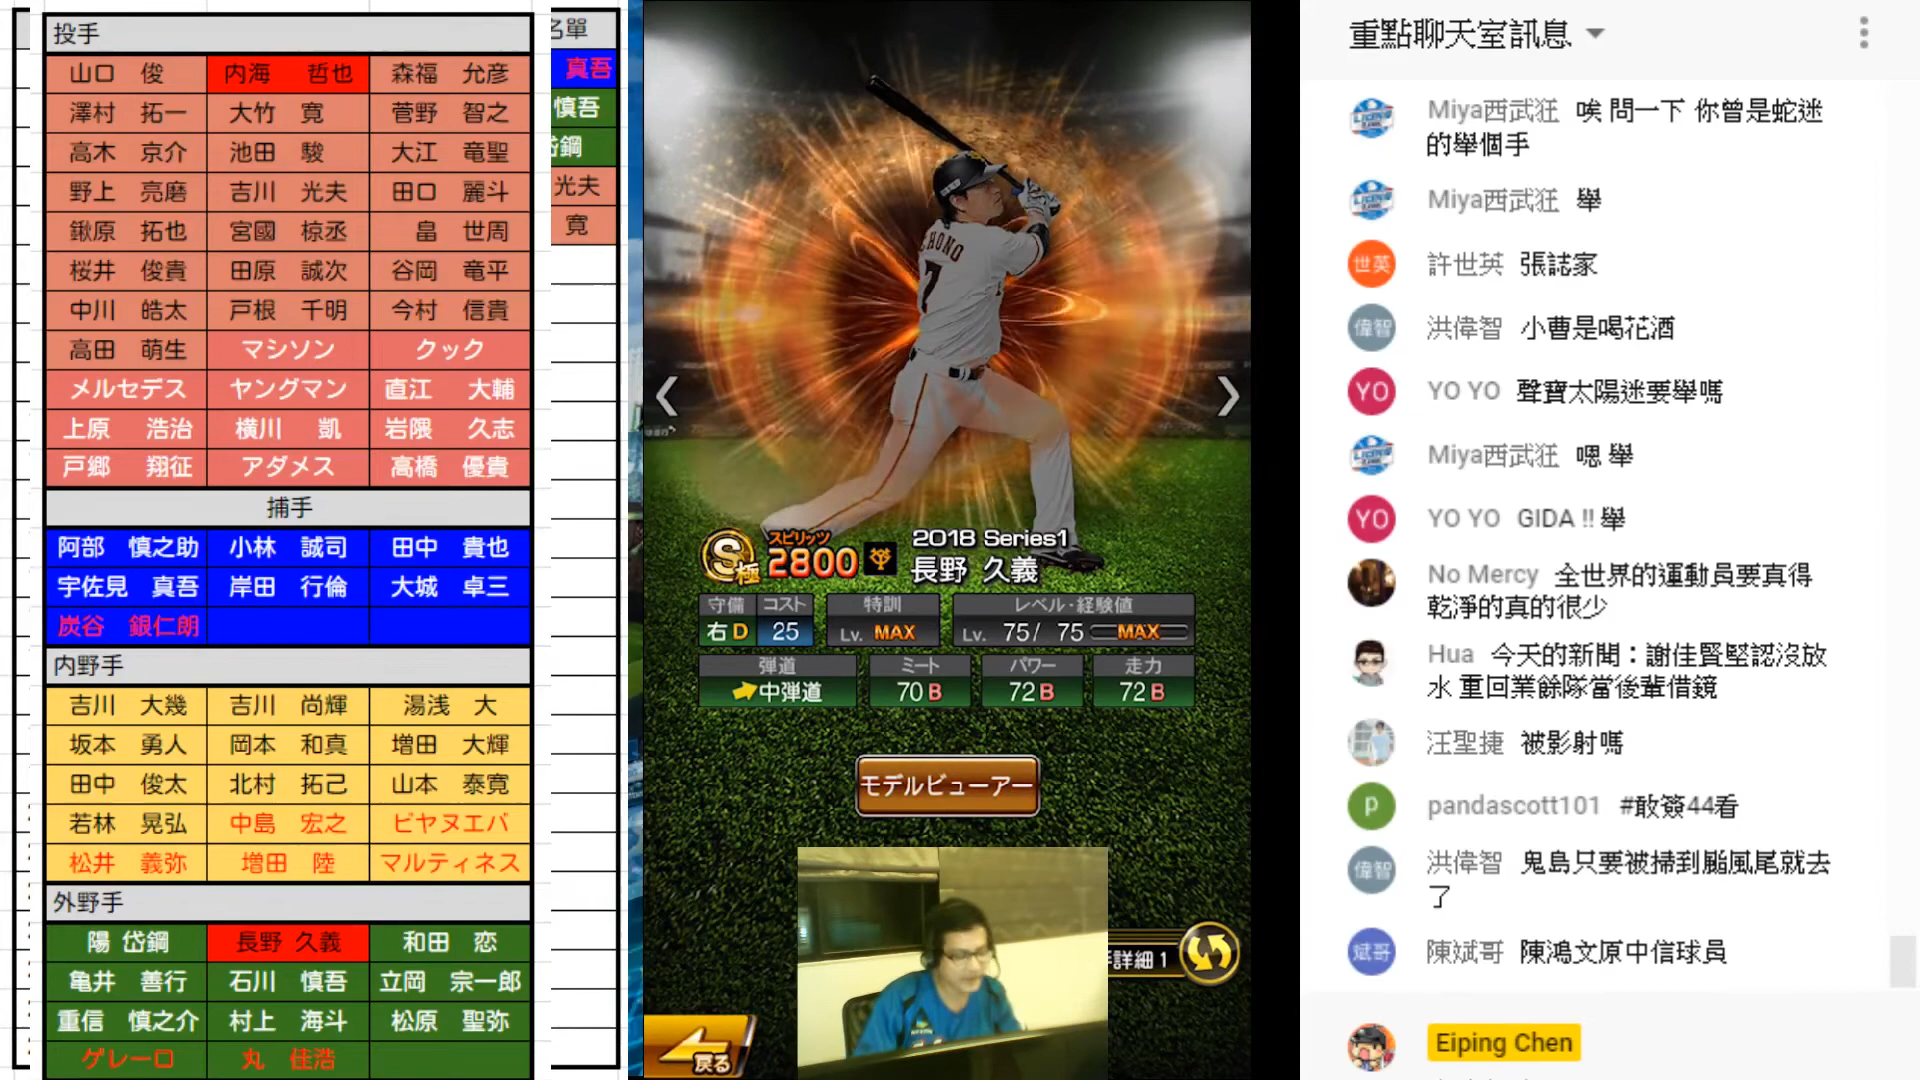 投手
山口 俊 内海 哲也 森福 允彦
澤村 拓一 大竹 寛 菅野 智之
高木 京介 池田 駿 大江 竜聖
野上 亮磨 吉川 光夫 田口 麗斗
鍬原 拓也 宮國 椋丞 畠 世周
桜井 俊貴 田原 誠次 谷岡 竜平
中川 皓太 戸根 千明 今村 信貴
高田 萌生 マシソン クック
メルセデス ヤングマン 直江 大輔
上原 浩治 横川 凱 岩隈 久志
戸郷 翔征 アダメス 高橋 優貴
捕手
阿部 慎之助 小林 誠司 田中 貴也
宇佐見 真吾 岸田 行倫 大城 卓三
炭谷 銀仁朗
内野手
吉川 大幾 吉川 尚輝 湯浅 大
坂本 勇人 岡本 和真 増田 大輝
田中 俊太 北村 拓己 山本 泰寛
若林 晃弘 中島 宏之 ビヤヌエバ
松井 義弥 増田 陸 マルティネス
外野手
陽 岱鋼 長野 久義 和田 恋
亀井 善行 石川 慎吾 立岡 宗一郎
重信 慎之介 村上 海斗 松原 聖弥
ゲレーロ 丸 佳浩
名單
真吾
慎吾
岱鋼
光夫
寛
CHONO
7
S極 スピリッツ 2800
2018 Series1
長野 久義
守備 コスト 特訓 レベル・経験値
右D 25 Lv. MAX Lv. 75/ 75 MAX
弾道 ミート パワー 走力
中弾道 70 B 72 B 72 B
モデルビューアー
詳細 1
戻る
重點聊天室訊息
Miya西武狂 唉 問一下 你曾是蛇迷
的舉個手
Miya西武狂 舉
世英 許世英 張誌家
偉智 洪偉智 小曹是喝花酒
YO YO YO 聲寶太陽迷要舉嗎
Miya西武狂 嗯 舉
YO YO YO GIDA !! 舉
No Mercy 全世界的運動員要真得
乾淨的真的很少
Hua 今天的新聞：謝佳賢堅認沒放
水 重回業餘隊當後輩借鏡
汪聖捷 被影射嗎
p pandascott101 #敢簽44看
偉智 洪偉智 鬼島只要被掃到颱風尾就去
了
斌哥 陳斌哥 陳鴻文原中信球員
Eiping Chen